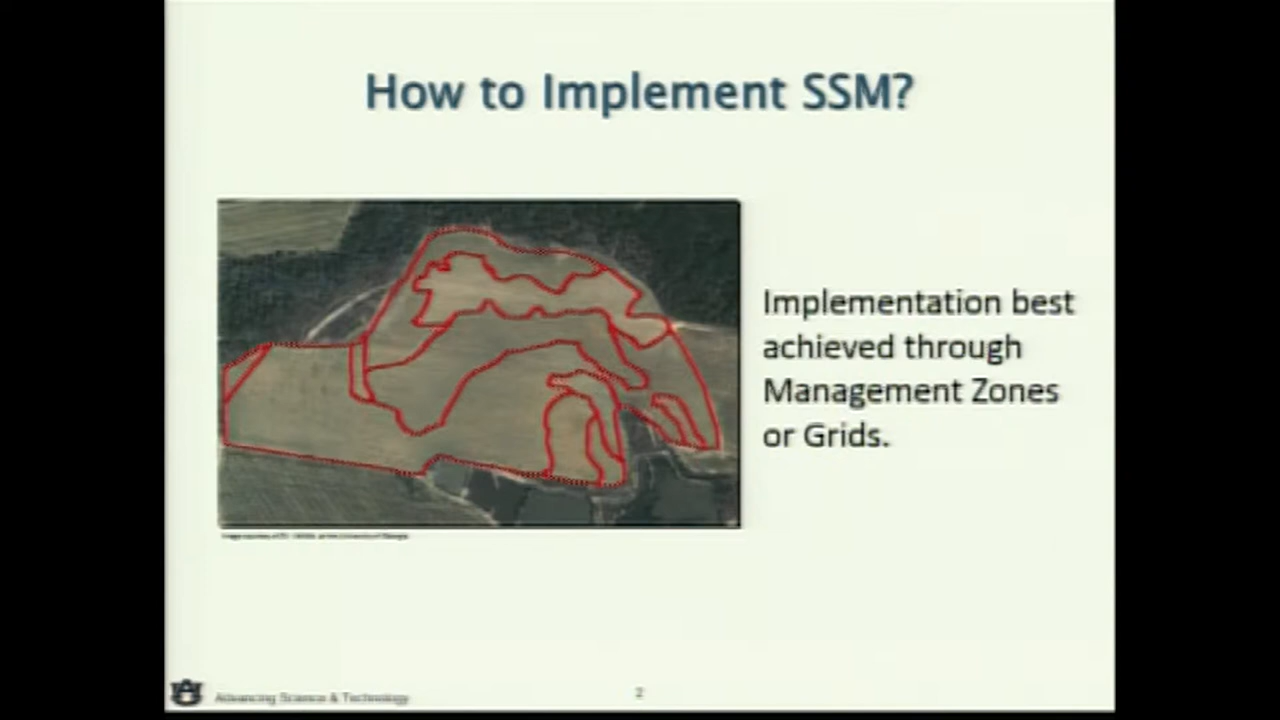 How to Implement SSM?
Implementation best
achieved through
Management Zones
or Grids.
Advancing Science & Technology
2